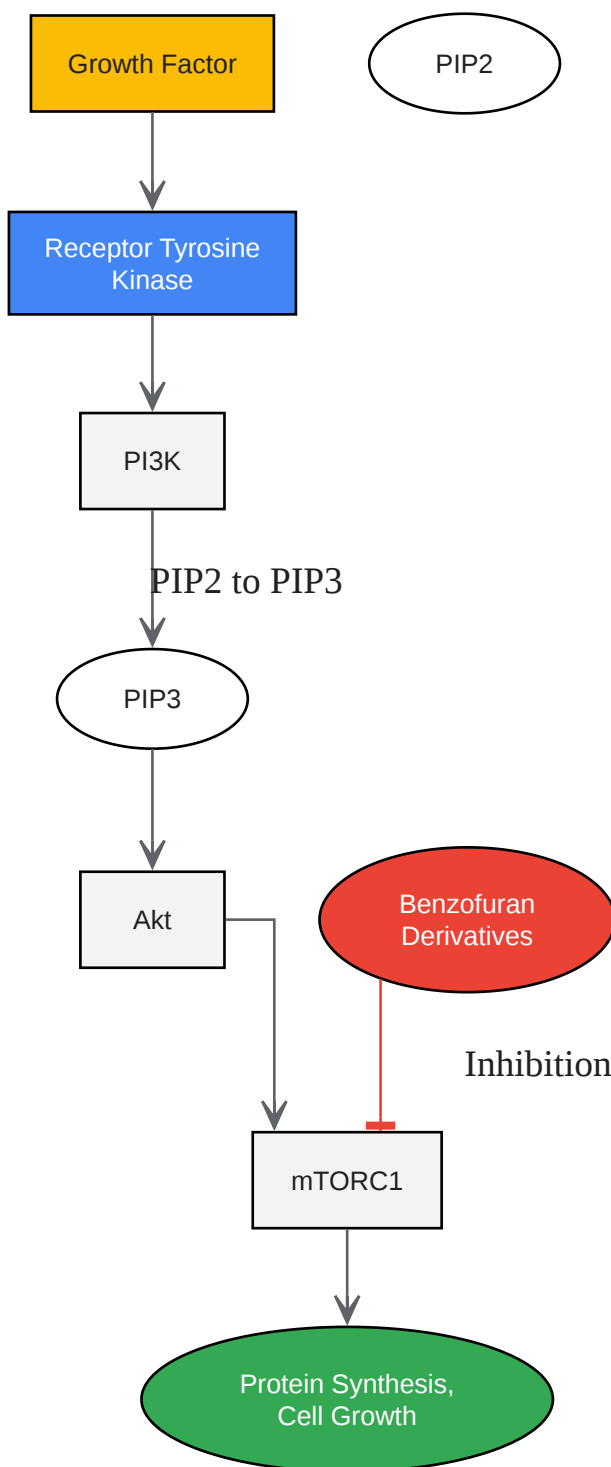 Growth Factor
PIP2
Receptor Tyrosine
Kinase
PI3K
PIP2 to PIP3
PIP3
Akt
Benzofuran
Derivatives
Inhibition
mTORC1
Protein Synthesis,
Cell Growth